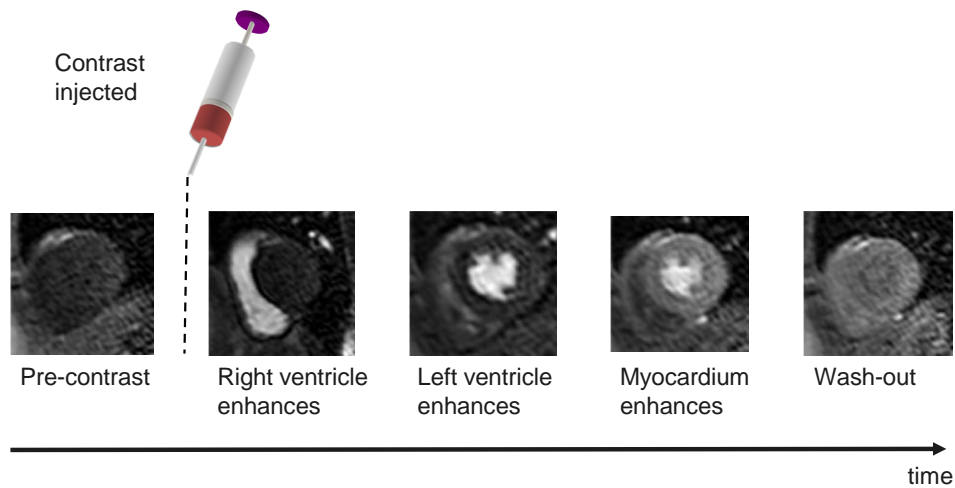 Contrast
injected
Pre-contrast
Right ventricle
enhances
Left ventricle
enhances
Myocardium
enhances
Wash-out
time